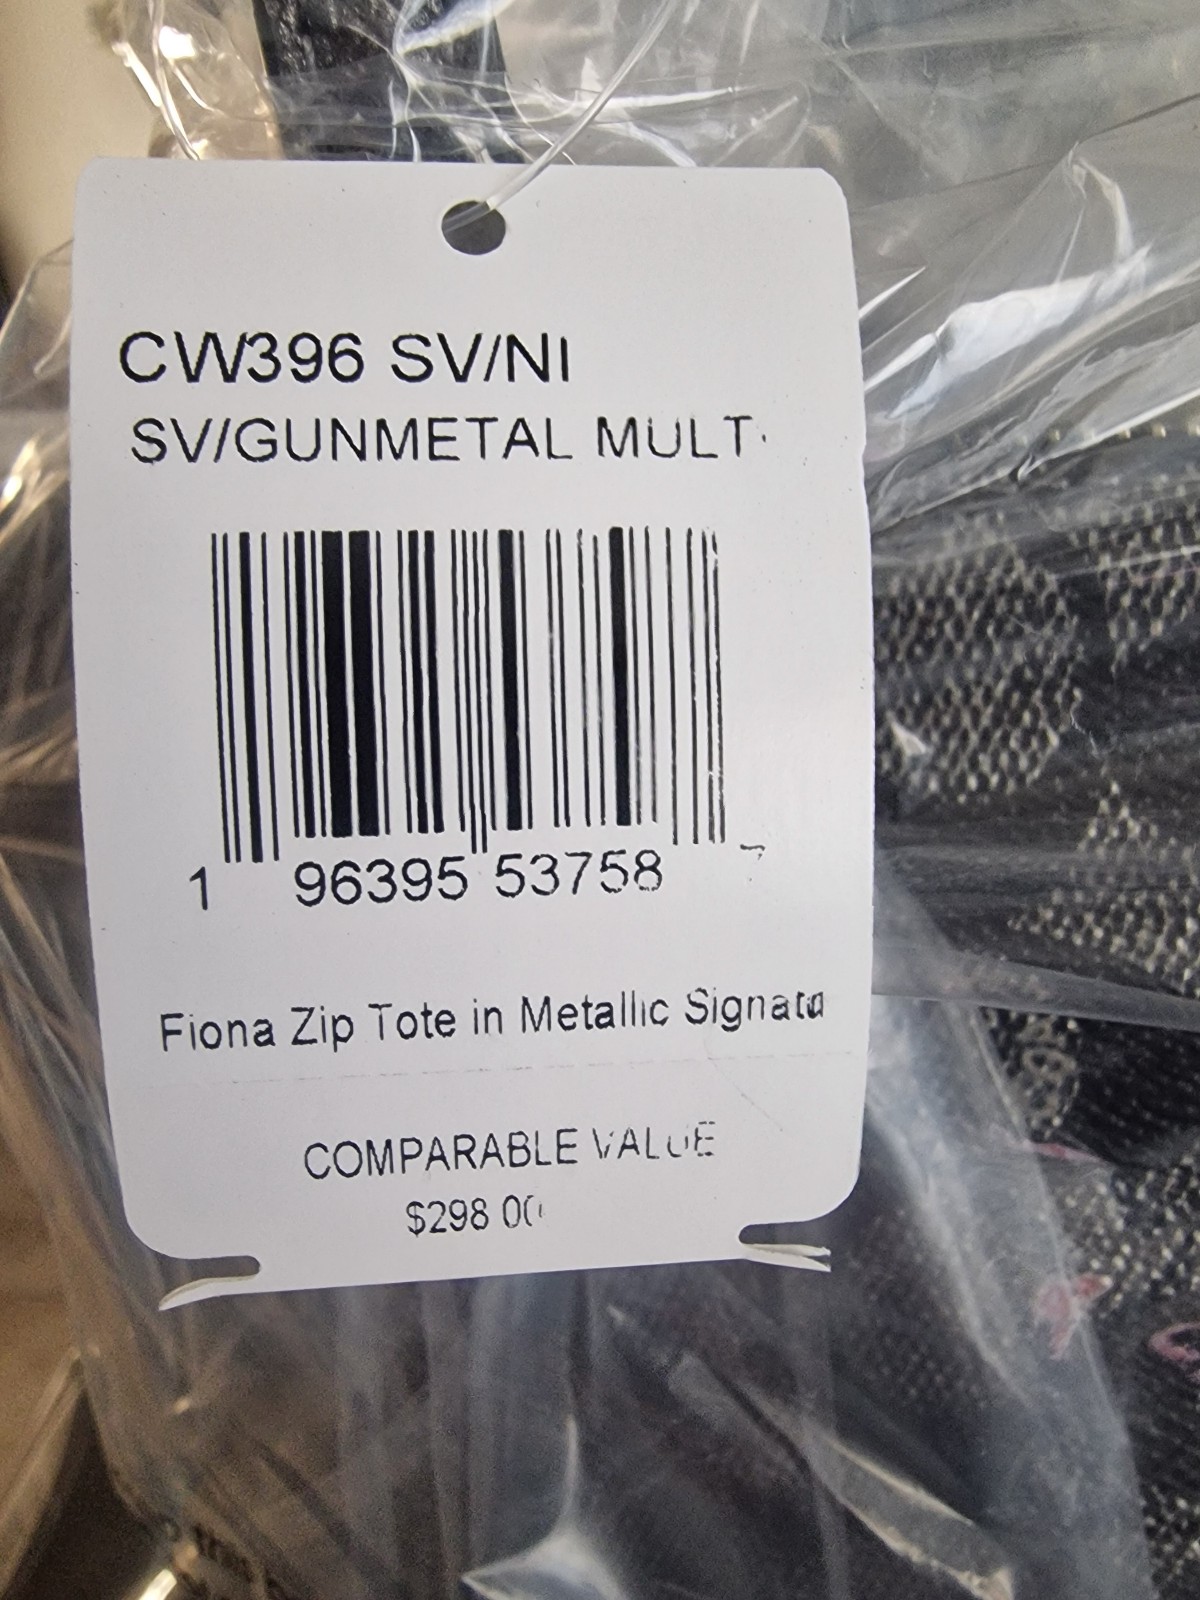 CW396 SV/NI
SV/GUNMETAL MULT
1 96395 53758 7
Fiona Zip Tote in Metallic Signatu
COMPARABLE VALUE
$298 00